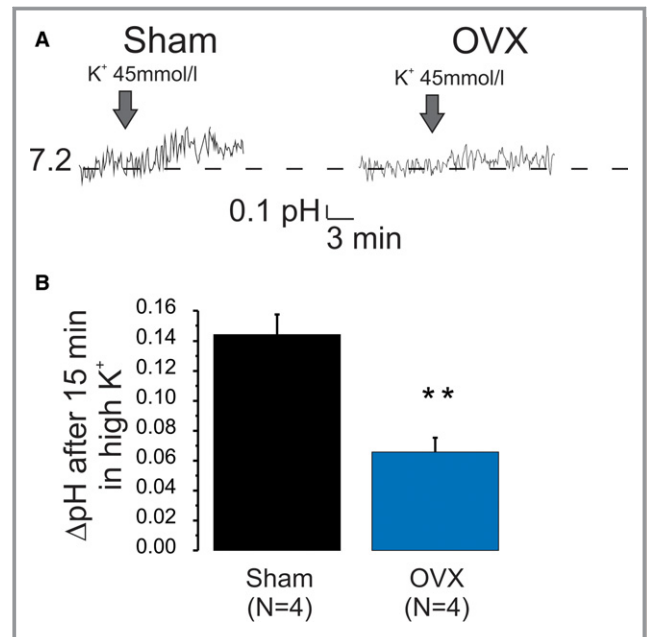 A
Sham
OVX
K⁺ 45mmol/l
K⁺ 45mmol/l
7.2
0.1 pH
3 min
B
ΔpH after 15 min
in high K⁺
0.16
0.14
0.12
0.10
0.08
0.06
0.04
0.02
0.00
**
Sham
(N=4)
OVX
(N=4)